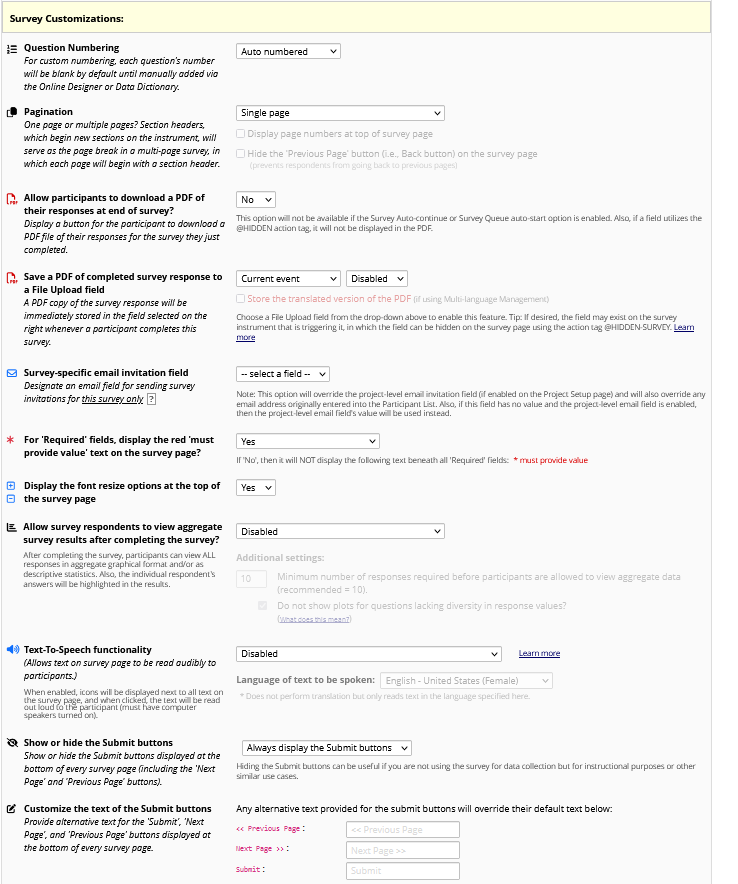 Survey Customizations:
Question Numbering
For custom numbering, each question's number
will be blank by default until manually added via
the Online Designer or Data Dictionary.
Auto numbered
Pagination
One page or multiple pages? Section headers,
which begin new sections on the instrument, will
serve as the page break in a multi-page survey, in
which each page will begin with a section header.
Single page
Display page numbers at top of survey page
Hide the 'Previous Page' button (i.e., Back button) on the survey page
(prevents respondents from going back to previous pages)
Allow participants to download a PDF of
their responses at end of survey?
Display a button for the participant to download a
PDF file of their responses for the survey they just
completed.
No
This option will not be available if the Survey Auto-continue or Survey Queue auto-start option is enabled. Also, if a field utilizes the
@HIDDEN action tag, it will not be displayed in the PDF.
Save a PDF of completed survey response to
a File Upload field
A PDF copy of the survey response will be
immediately stored in the field selected on the
right whenever a participant completes this
survey.
Current event Disabled
Store the translated version of the PDF (if using Multi-language Management)
Choose a File Upload field from the drop-down above to enable this feature. Tip: If desired, the field may exist on the survey
instrument that is triggering it, in which the field can be hidden on the survey page using the action tag @HIDDEN-SURVEY. Learn
more
Survey-specific email invitation field
Designate an email field for sending survey
invitations for this survey only ?
-- select a field --
Note: This option will override the project-level email invitation field (if enabled on the Project Setup page) and will also override any
email address originally entered into the Participant List. Also, if this field has no value and the project-level email field is enabled,
then the project-level email field's value will be used instead.
* For 'Required' fields, display the red 'must
provide value' text on the survey page?
Yes
If 'No', then it will NOT display the following text beneath all 'Required' fields: * must provide value
Display the font resize options at the top of
the survey page
Yes
Allow survey respondents to view aggregate
survey results after completing the survey?
After completing the survey, participants can view ALL
responses in aggregate graphical format and/or as
descriptive statistics. Also, the individual respondent's
answers will be highlighted in the results.
Disabled
Additional settings:
10 Minimum number of responses required before participants are allowed to view aggregate data
(recommended = 10).
Do not show plots for questions lacking diversity in response values?
(What does this mean?)
Text-To-Speech functionality
(Allows text on survey page to be read audibly to
participants.)
When enabled, icons will be displayed next to all text on
the survey page, and when clicked, the text will be read
out loud to the participant (must have computer
speakers turned on).
Disabled Learn more
Language of text to be spoken: English - United States (Female)
* Does not perform translation but only reads text in the language specified here.
Show or hide the Submit buttons
Show or hide the Submit buttons displayed at the
bottom of every survey page (including the 'Next
Page' and 'Previous Page' buttons).
Always display the Submit buttons
Hiding the Submit buttons can be useful if you are not using the survey for data collection but for instructional purposes or other
similar use cases.
Customize the text of the Submit buttons
Provide alternative text for the 'Submit', 'Next
Page', and 'Previous Page' buttons displayed at
the bottom of every survey page.
Any alternative text provided for the submit buttons will override their default text below:
<< Previous Page: << Previous Page
Next Page >>: Next Page >>
Submit: Submit